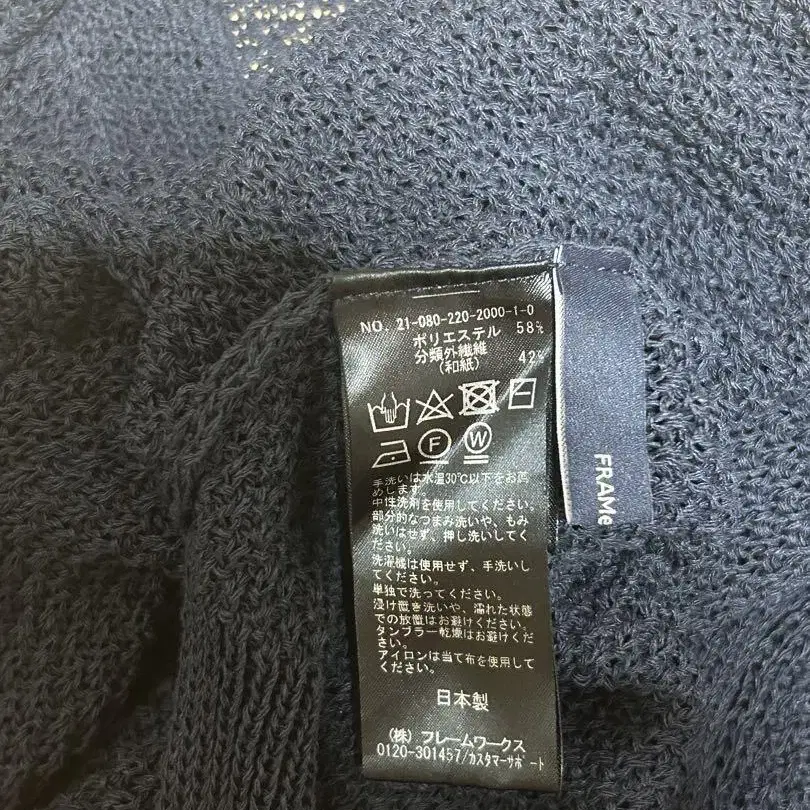 NO. 21-080-220-2000-1-0
ポリエステル 58%
分類外繊維 42%
(和紙)
F W
手洗いは水温30℃以下をお薦
めします。
中性洗剤を使用してください。
部分的なつまみ洗いや、もみ
洗いはせず、押し洗いしてく
ださい。
洗濯機は使用せず、手洗いし
てください。
単独で洗ってください。
浸け置き洗いや、濡れた状態
での放置はお避けください。
タンブラー乾燥はお避けください。
アイロンは当て布を使用して
ください。
日本製
(株) フレームワークス
0120-301457/カスタマーサポート
FRAMe